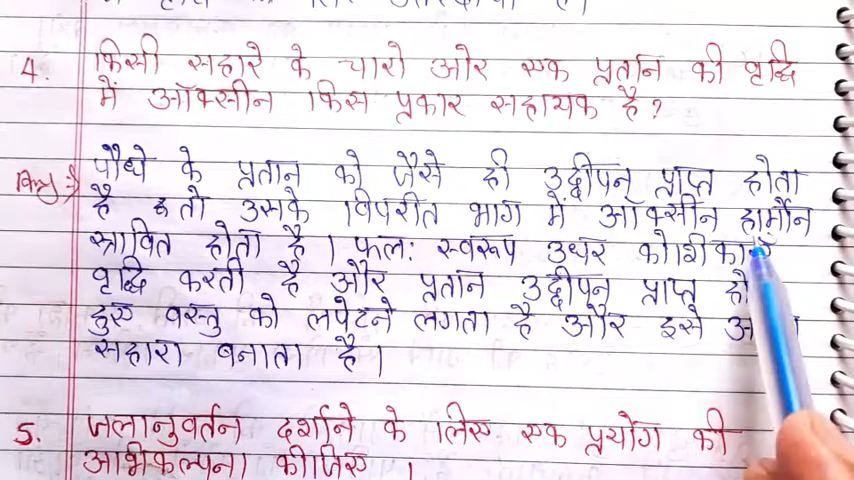 4. किसी सहारे के चारो ओर एक प्रतान की वृद्धि
में ऑक्सीन किस प्रकार सहायक है?
पौधे के प्रतान को जैसे ही उद्दीपन प्राप्त होता
है तो उसके विपरीत भाग में ऑक्सीन हार्मोन
स्रावित होता है। फल: स्वरूप उधर कोशिकाएँ
वृद्धि करती है और प्रतान उद्दीपन प्राप्त हो
हुए वस्तु को लपेटने लगता है और इसे
सहारा बनाता है।
5. जलानुवर्तन दर्शाने के लिए एक प्रयोग की
अभिकल्पना कीजिए।